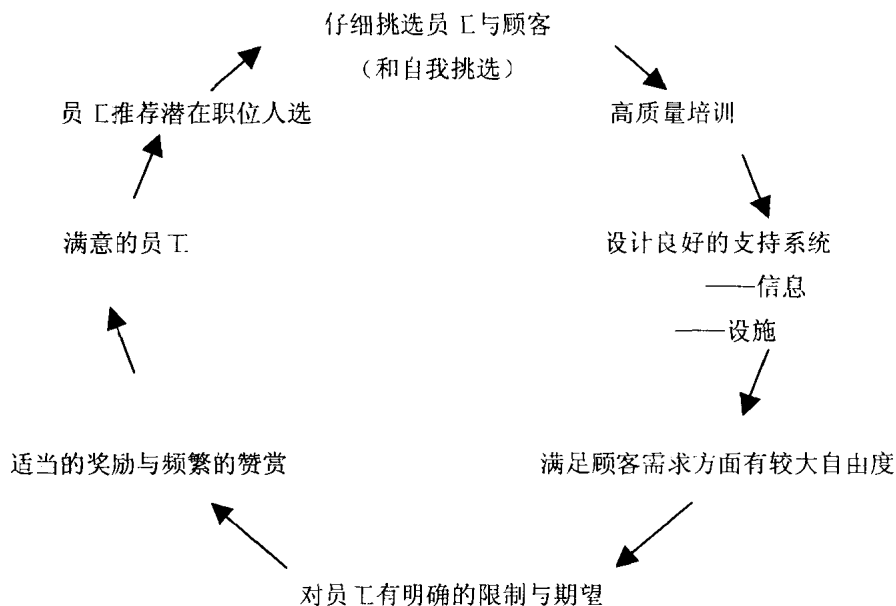 仔细挑选员工与顾客
（和自我挑选）
员工推荐潜在职位人选
高质量培训
满意的员工
设计良好的支持系统
——信息
——设施
适当的奖励与频繁的赞赏
满足顾客需求方面有较大自由度
对员工有明确的限制与期望